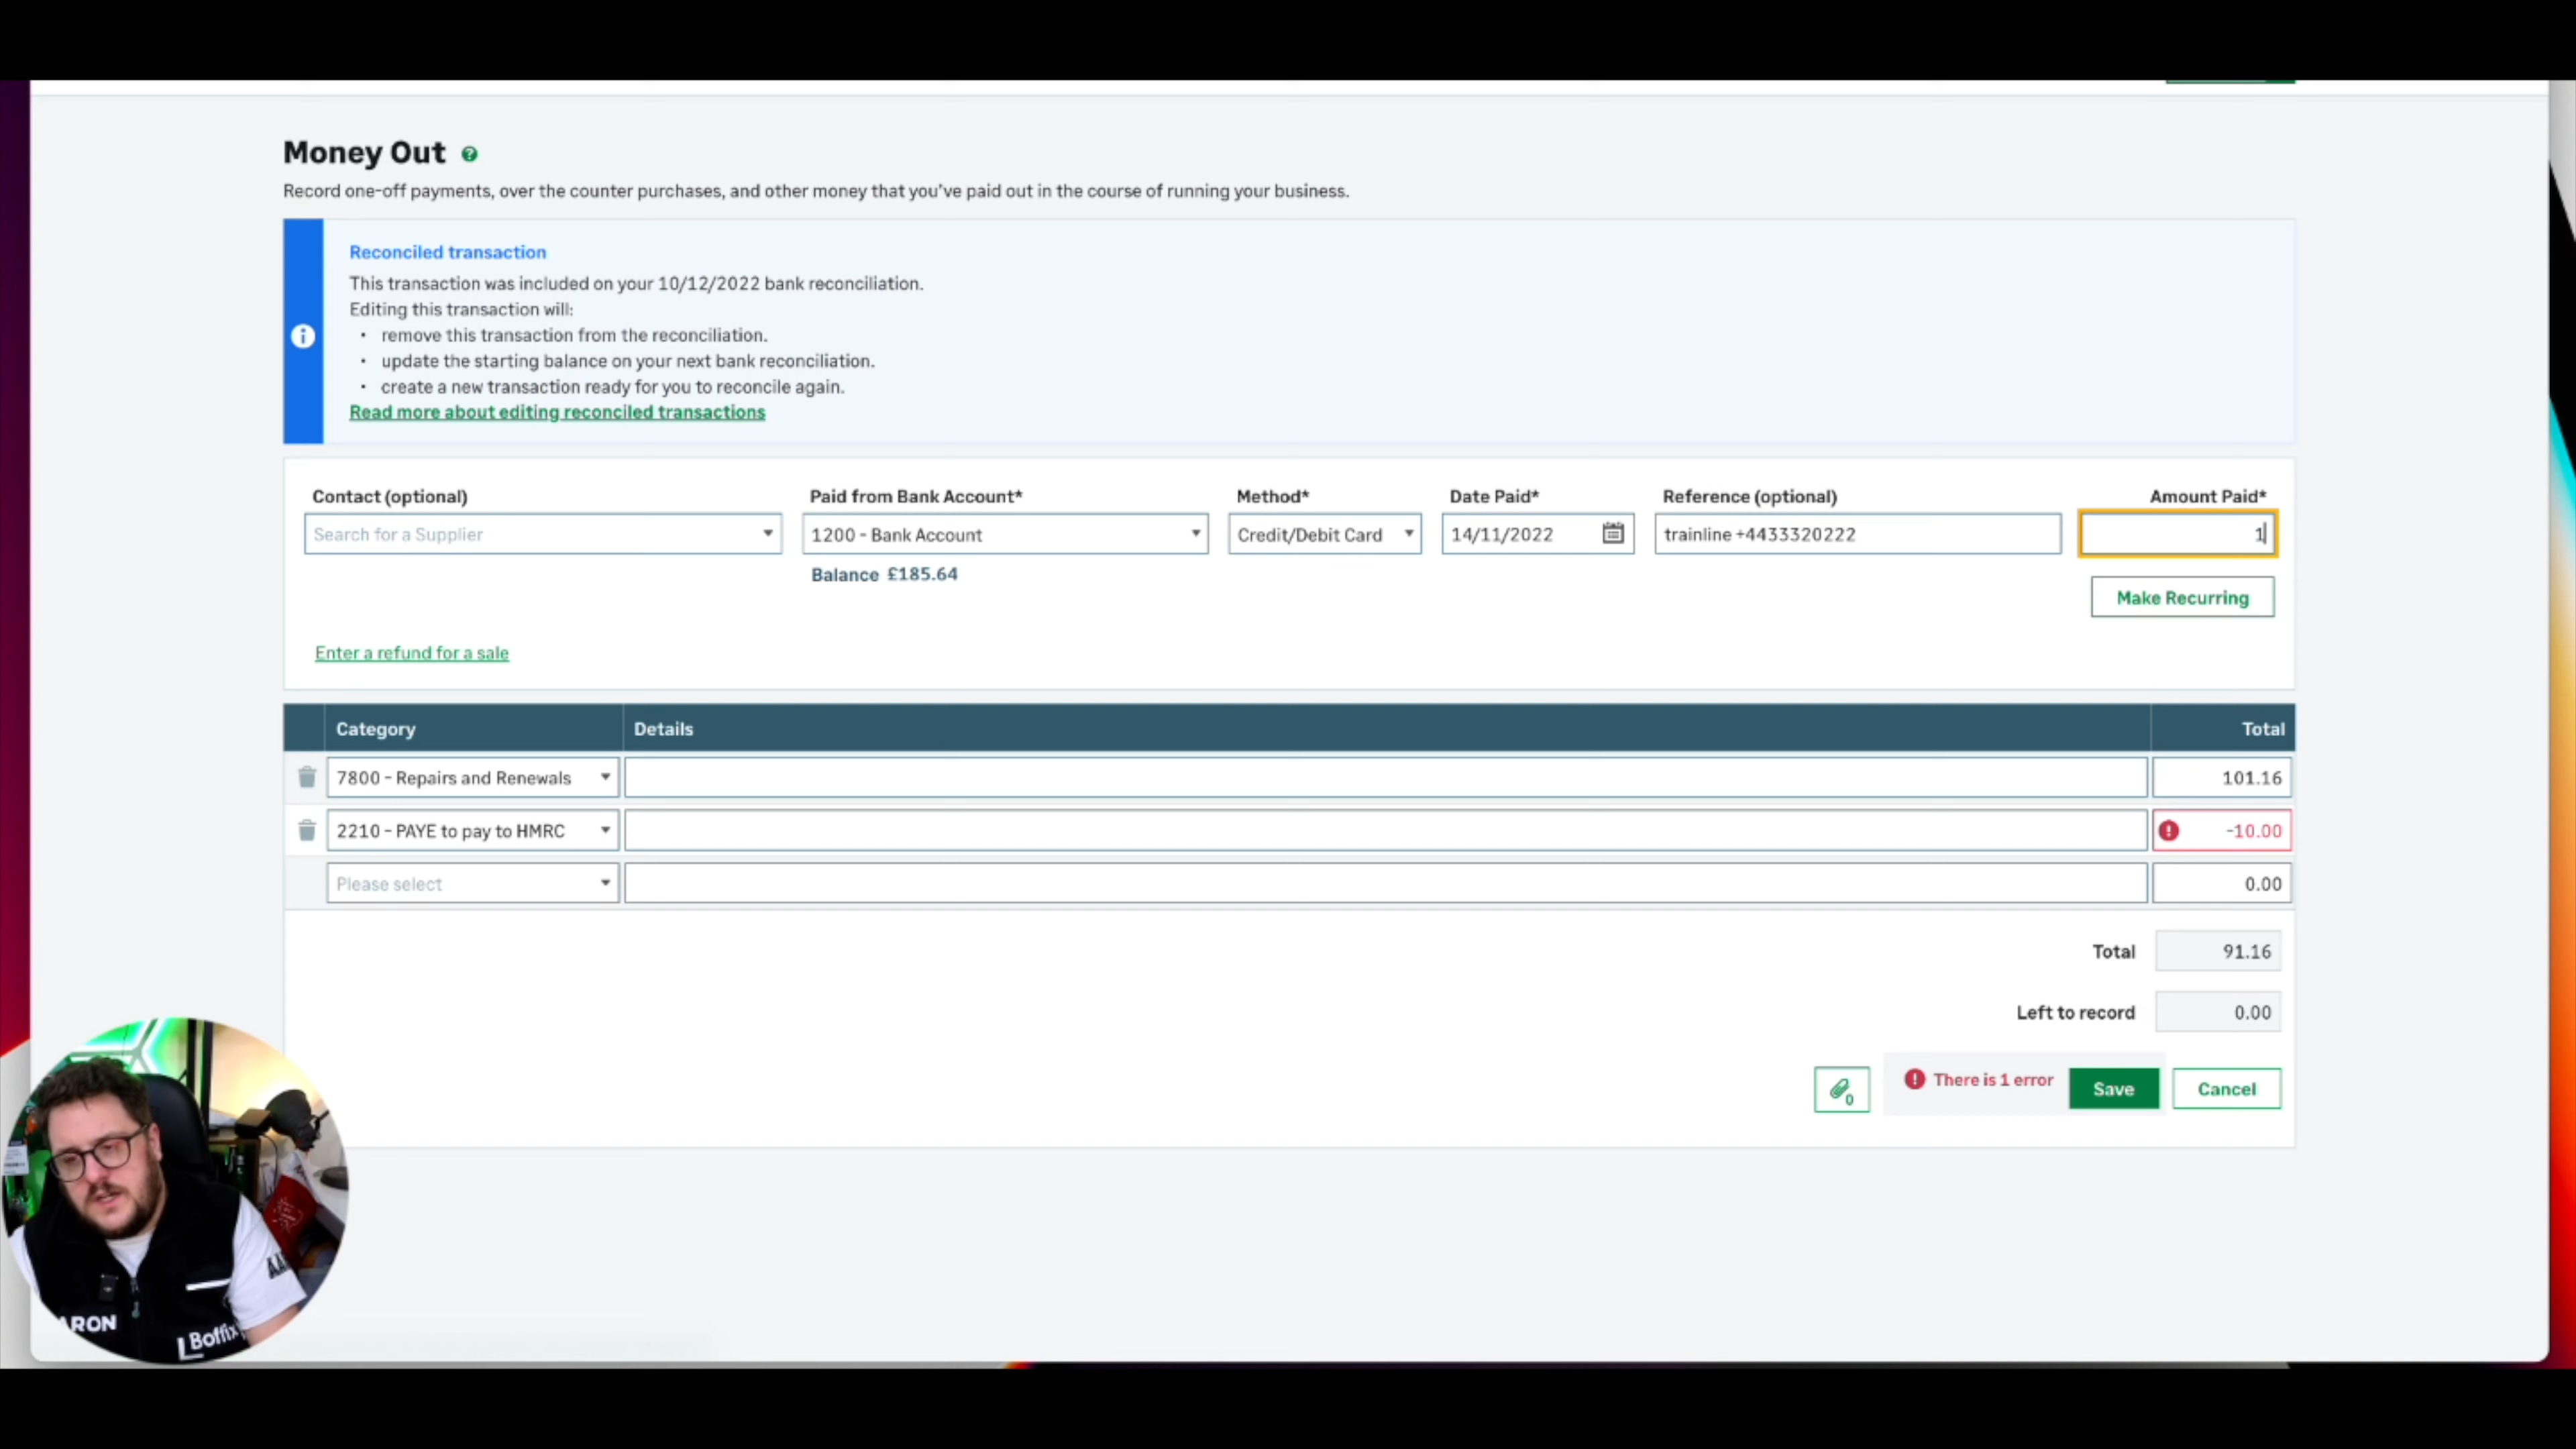 Money Out
Record one-off payments, over the counter purchases, and other money that you've paid out in the course of running your business.
Reconciled transaction
This transaction was included on your 10/12/2022 bank reconciliation.
Editing this transaction will:
• remove this transaction from the reconciliation.
• update the starting balance on your next bank reconciliation.
• create a new transaction ready for you to reconcile again.
Read more about editing reconciled transactions
Contact (optional) Paid from Bank Account* Method* Date Paid* Reference (optional) Amount Paid*
Search for a Supplier 1200 - Bank Account Credit/Debit Card 14/11/2022 trainline +4433320222 1
Balance £185.64
Make Recurring
Enter a refund for a sale
Category Details Total
7800 - Repairs and Renewals 101.16
2210 - PAYE to pay to HMRC -10.00
Please select 0.00
Total 91.16
Left to record 0.00
0 There is 1 error Save Cancel
ARON
Boffix